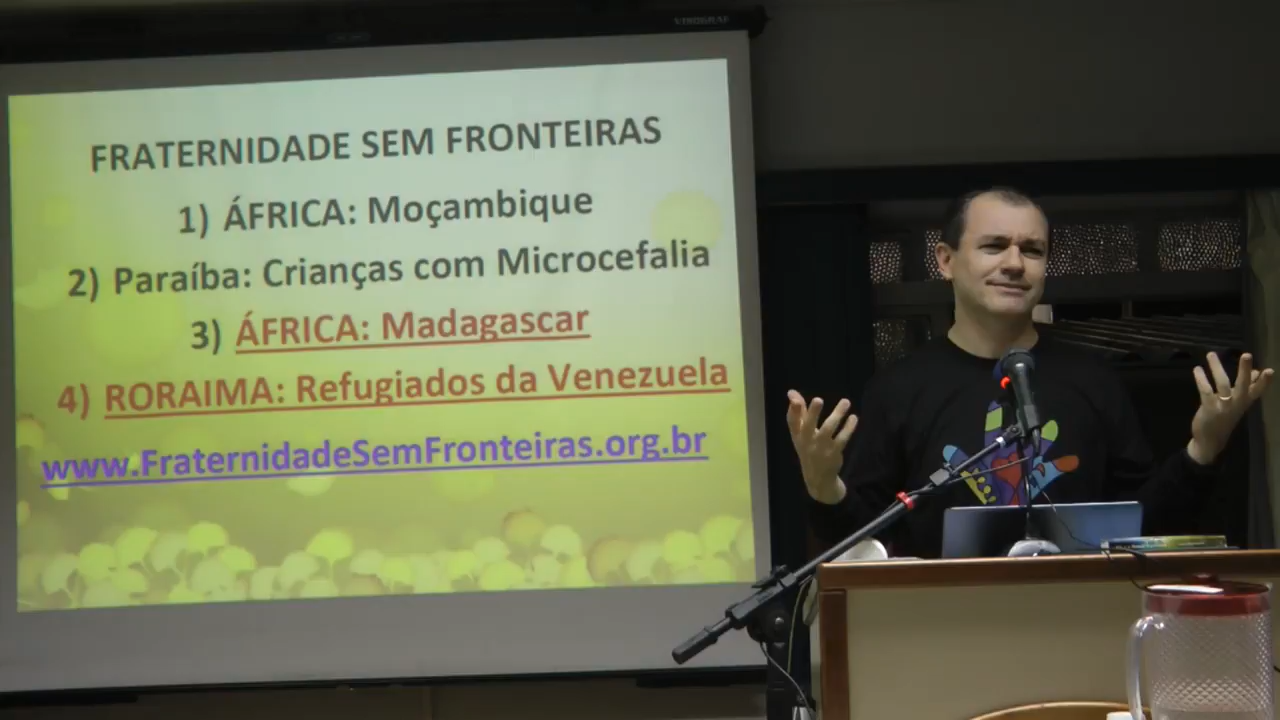 VISOGRAF
FRATERNIDADE SEM FRONTEIRAS
1) ÁFRICA: Moçambique
2) Paraíba: Crianças com Microcefalia
3) ÁFRICA: Madagascar
4) RORAIMA: Refugiados da Venezuela
www.FraternidadeSemFronteiras.org.br